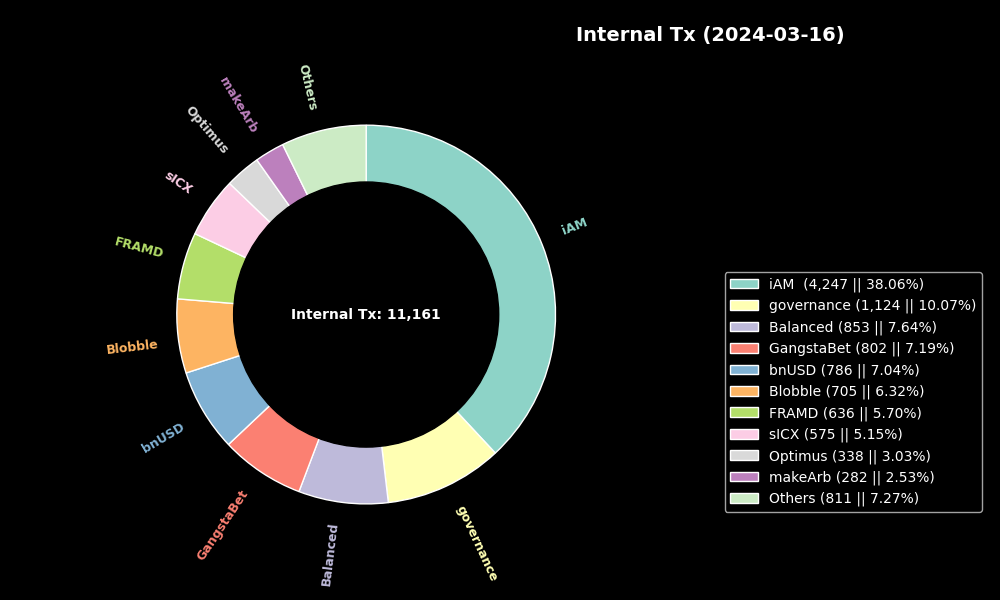 Internal Tx (2024-03-16)
Others
makeArb
Optimus
sICX
iAM
FRAMD
Internal Tx: 11,161
Blobble
bnUSD
GangstaBet
Balanced
governance
iAM  (4,247 || 38.06%)
governance (1,124 || 10.07%)
Balanced (853 || 7.64%)
GangstaBet (802 || 7.19%)
bnUSD (786 || 7.04%)
Blobble (705 || 6.32%)
FRAMD (636 || 5.70%)
sICX (575 || 5.15%)
Optimus (338 || 3.03%)
makeArb (282 || 2.53%)
Others (811 || 7.27%)